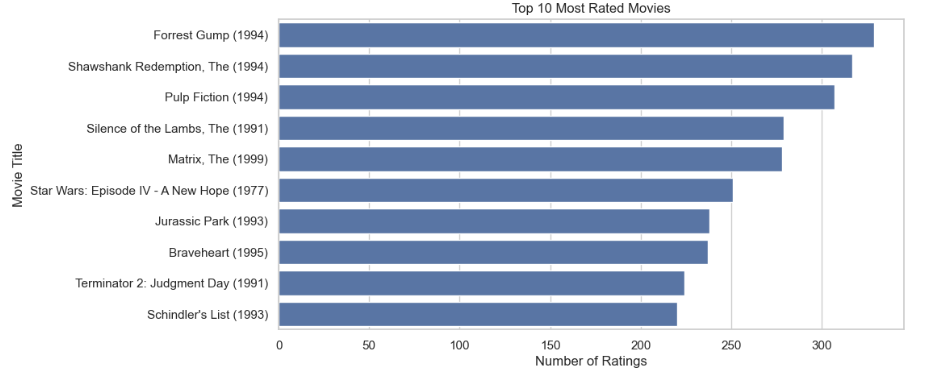 Top 10 Most Rated Movies
Movie Title
Forrest Gump (1994)
Shawshank Redemption, The (1994)
Pulp Fiction (1994)
Silence of the Lambs, The (1991)
Matrix, The (1999)
Star Wars: Episode IV - A New Hope (1977)
Jurassic Park (1993)
Braveheart (1995)
Terminator 2: Judgment Day (1991)
Schindler's List (1993)
0 50 100 150 200 250 300
Number of Ratings